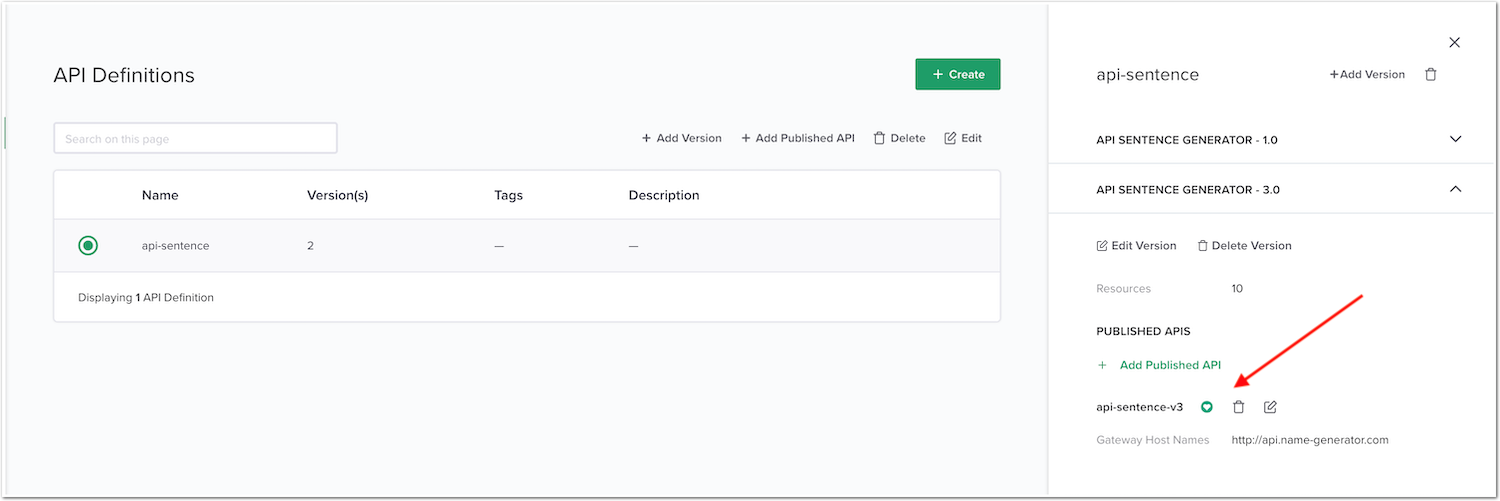 API Definitions
+ Create
Search on this page
+ Add Version + Add Published API Delete Edit
Name Version(s) Tags Description
api-sentence 2 — —
Displaying 1 API Definition
api-sentence +Add Version
API SENTENCE GENERATOR - 1.0
API SENTENCE GENERATOR - 3.0
Edit Version Delete Version
Resources 10
PUBLISHED APIS
+ Add Published API
api-sentence-v3
Gateway Host Names http://api.name-generator.com